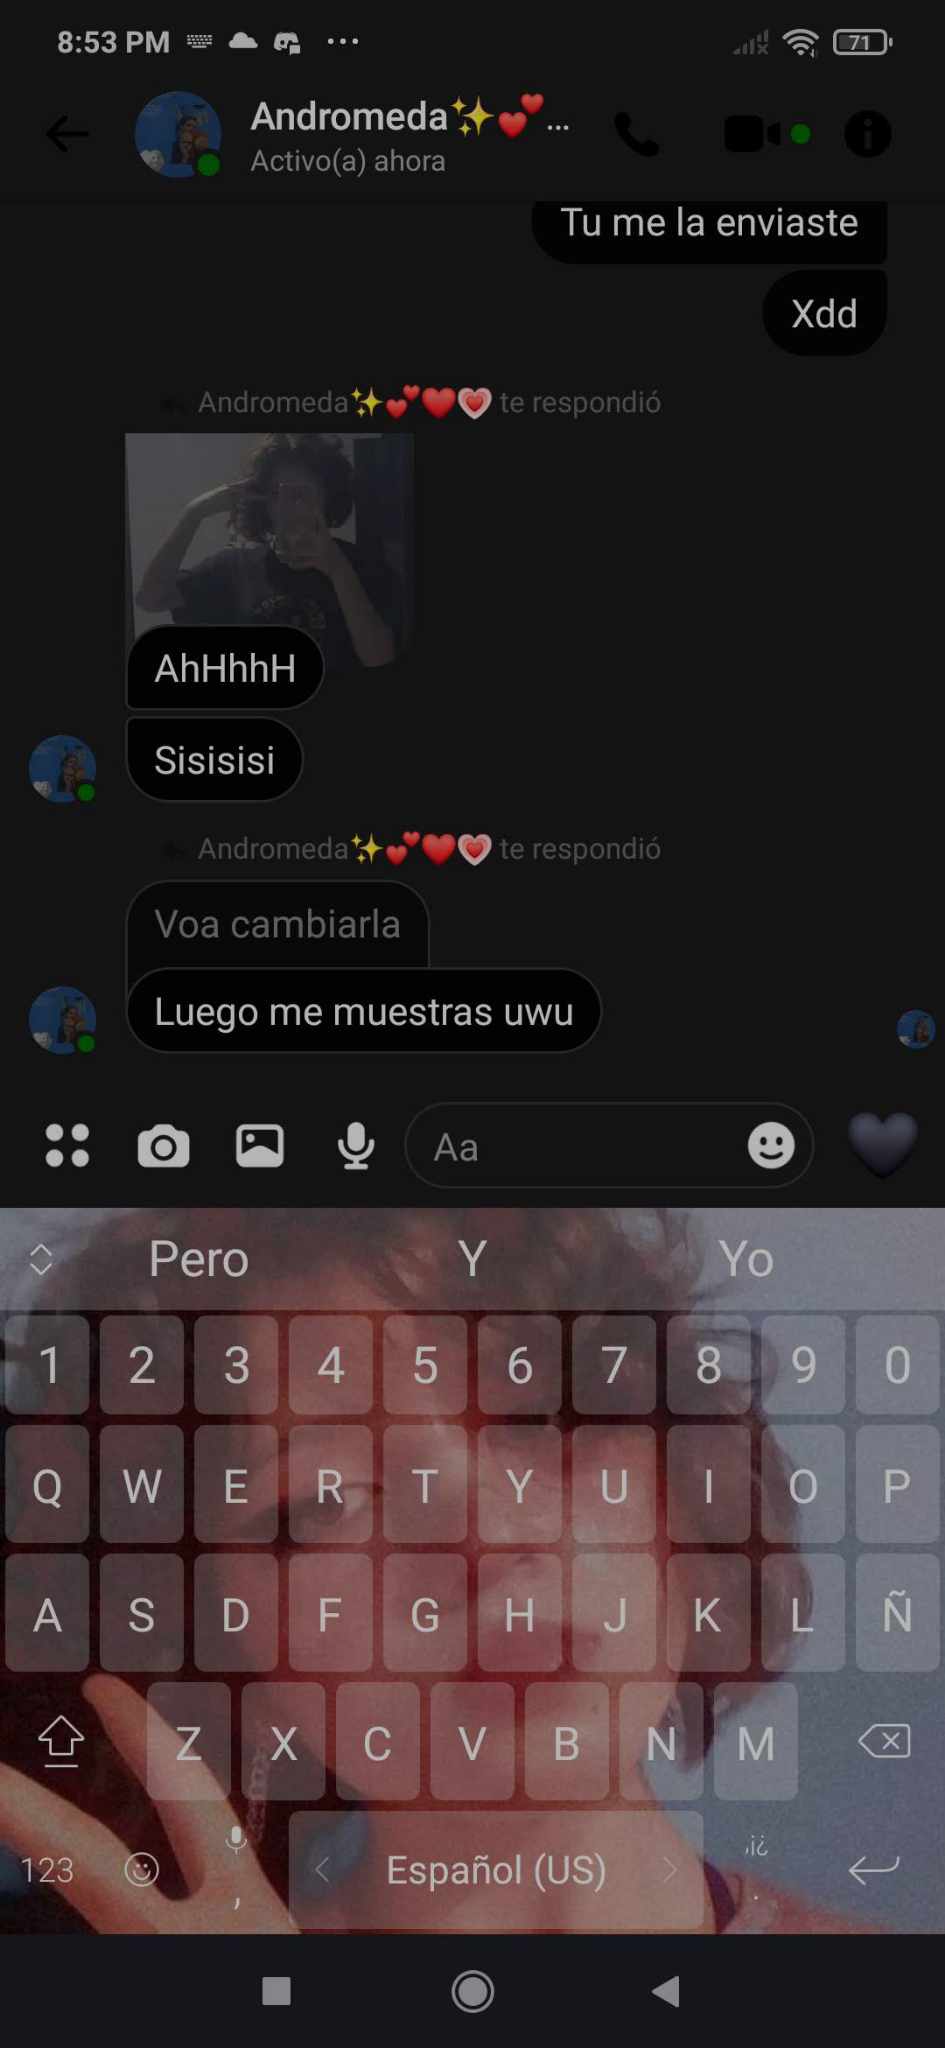 8:53 PM
71
Andromeda✨💕...
Activo(a) ahora
Tu me la enviaste
Xdd
Andromeda✨💕❤️💗 te respondió
AhHhhH
Sisisisi
Andromeda✨💕❤️💗 te respondió
Voa cambiarla
Luego me muestras uwu
Aa
Pero Y Yo
1 2 3 4 5 6 7 8 9 0
Q W E R T Y U I O P
A S D F G H J K L Ñ
Z X C V B N M
123 , Español (US) ,¡¿ .